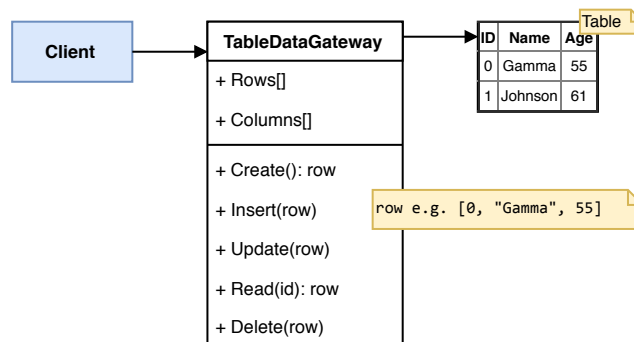 Client
TableDataGateway
+ Rows[]
+ Columns[]
+ Create(): row
+ Insert(row)
+ Update(row)
+ Read(id): row
+ Delete(row)
Table
ID Name Age
0 Gamma 55
1 Johnson 61
row e.g. [0, "Gamma", 55]